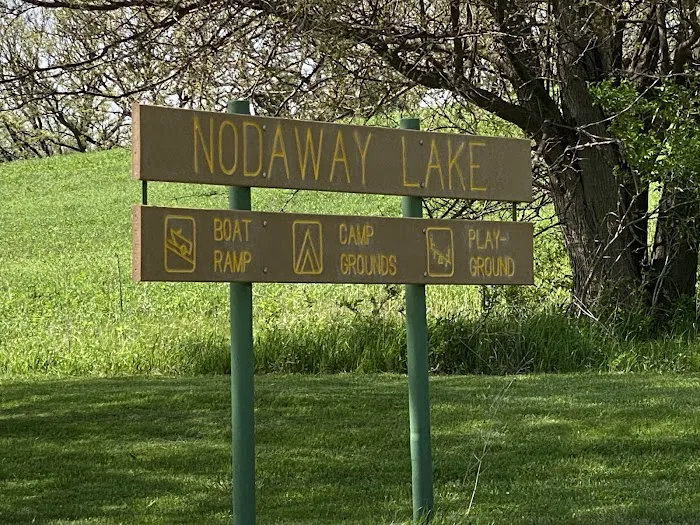 NODAWAY LAKE
BOAT RAMP
CAMP GROUNDS
PLAY-GROUND